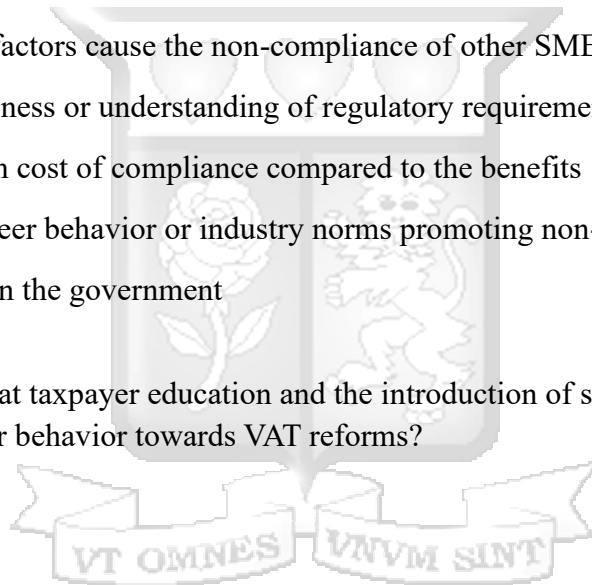 factors cause the non-compliance of other SME
ness or understanding of regulatory requireme
cost of compliance compared to the benefits
eer behavior or industry norms promoting non-
n the government
at taxpayer education and the introduction of s
r behavior towards VAT reforms?
VT OMNES VNVM SINT